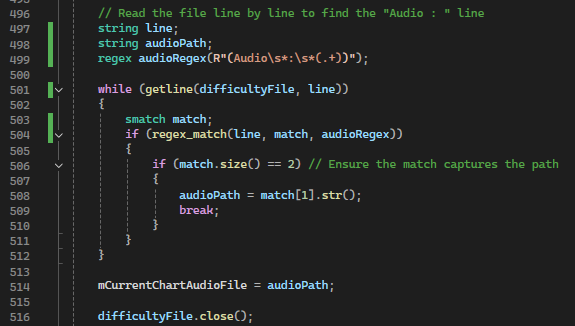 496 // Read the file line by line to find the "Audio : " line
497 string line;
498 string audioPath;
499 regex audioRegex(R"(Audio\s*:\s*(.+))");
500
501 while (getline(difficultyFile, line))
502 {
503 smatch match;
504 if (regex_match(line, match, audioRegex))
505 {
506 if (match.size() == 2) // Ensure the match captures the path
507 {
508 audioPath = match[1].str();
509 break;
510 }
511 }
512 }
513
514 mCurrentChartAudioFile = audioPath;
515
516 difficultyFile.close();